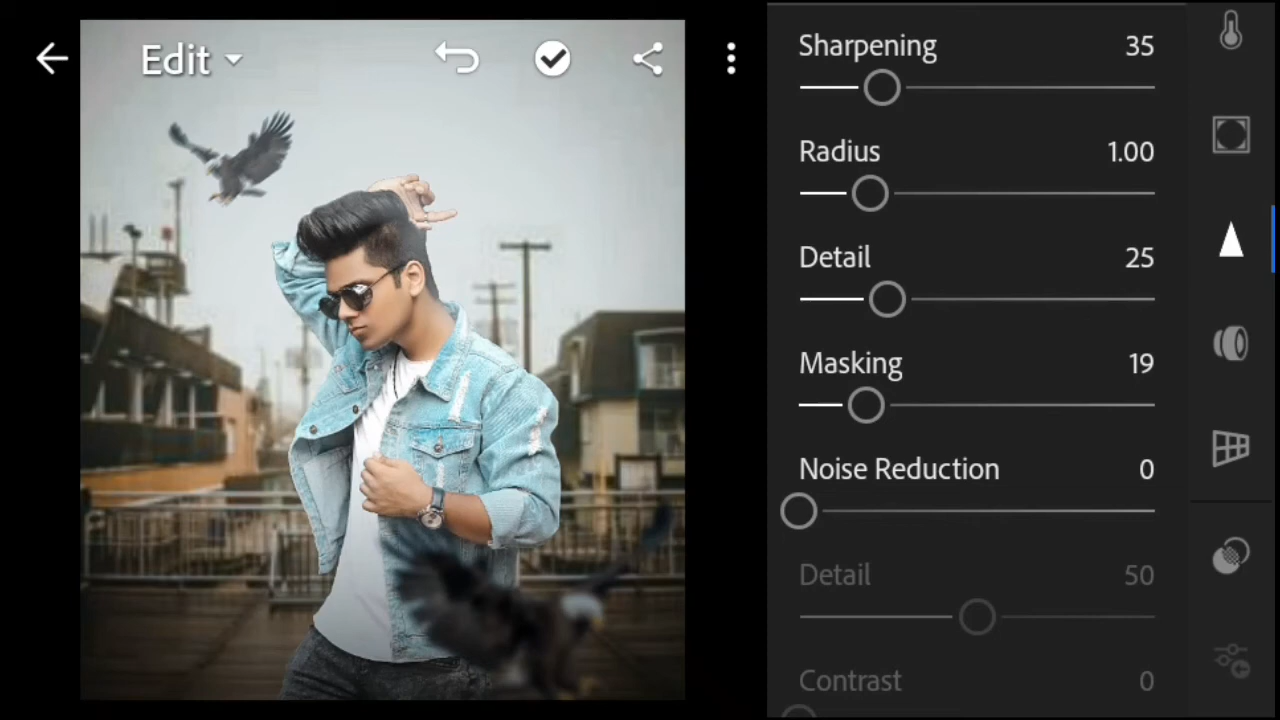 Edit
Sharpening 35
Radius 1.00
Detail 25
Masking 19
Noise Reduction 0
Detail 50
Contrast 0